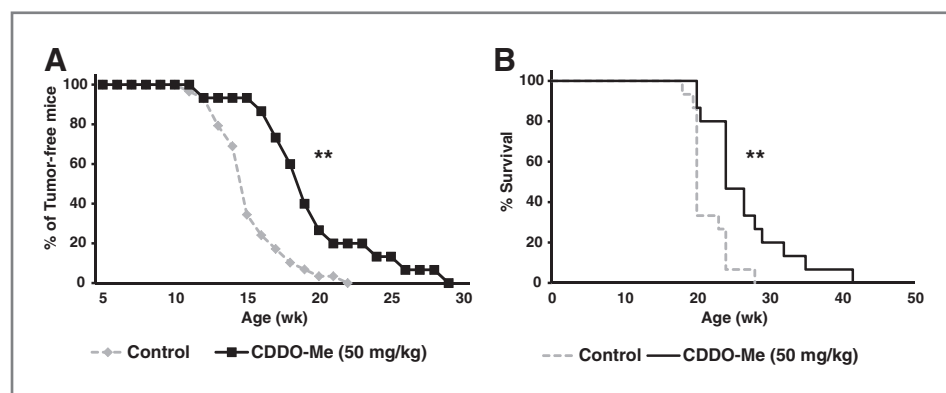 A
B
% of Tumor-free mice
100
80
60
40
20
0
**
5 10 15 20 25 30
Age (wk)
Control CDDO-Me (50 mg/kg)
% Survival
100
80
60
40
20
0
**
0 10 20 30 40 50
Age (wk)
Control CDDO-Me (50 mg/kg)